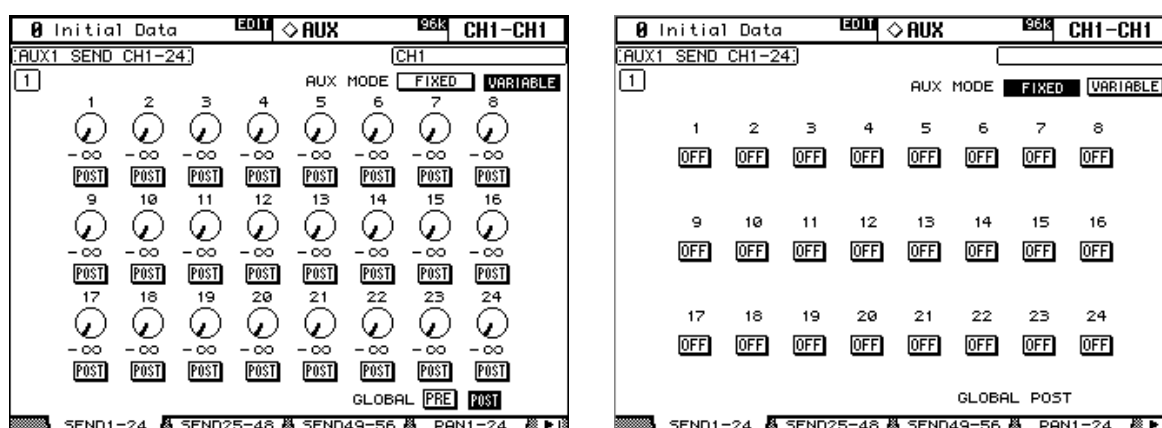 0 Initial Data EDIT ◇AUX 96k CH1-CH1
AUX1 SEND CH1-24 CH1
1 AUX MODE FIXED VARIABLE
1 2 3 4 5 6 7 8
-∞ -∞ -∞ -∞ -∞ -∞ -∞ -∞
POST POST POST POST POST POST POST POST
9 10 11 12 13 14 15 16
-∞ -∞ -∞ -∞ -∞ -∞ -∞ -∞
POST POST POST POST POST POST POST POST
17 18 19 20 21 22 23 24
-∞ -∞ -∞ -∞ -∞ -∞ -∞ -∞
POST POST POST POST POST POST POST POST
GLOBAL PRE POST
SEND1-24 SEND25-48 SEND49-56 PAN1-24
0 Initial Data EDIT ◇AUX 96k CH1-CH1
AUX1 SEND CH1-24
1 AUX MODE FIXED VARIABLE
1 2 3 4 5 6 7 8
OFF OFF OFF OFF OFF OFF OFF OFF
9 10 11 12 13 14 15 16
OFF OFF OFF OFF OFF OFF OFF OFF
17 18 19 20 21 22 23 24
OFF OFF OFF OFF OFF OFF OFF OFF
GLOBAL POST
SEND1-24 SEND25-48 SEND49-56 PAN1-24